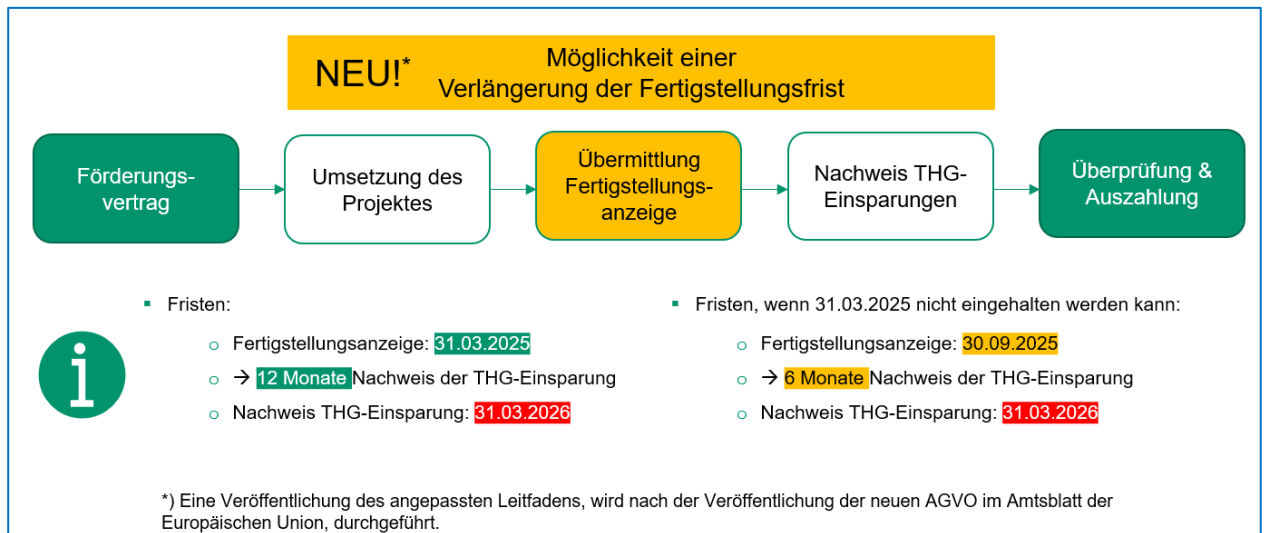 NEU!*
Möglichkeit einer
Verlängerung der Fertigstellungsfrist
Förderungs-
vertrag
Umsetzung des
Projektes
Übermittlung
Fertigstellungs-
anzeige
Nachweis THG-
Einsparungen
Überprüfung &
Auszahlung
▪ Fristen:
o Fertigstellungsanzeige: 31.03.2025
o → 12 Monate Nachweis der THG-Einsparung
o Nachweis THG-Einsparung: 31.03.2026
▪ Fristen, wenn 31.03.2025 nicht eingehalten werden kann:
o Fertigstellungsanzeige: 30.09.2025
o → 6 Monate Nachweis der THG-Einsparung
o Nachweis THG-Einsparung: 31.03.2026
i
*) Eine Veröffentlichung des angepassten Leitfadens, wird nach der Veröffentlichung der neuen AGVO im Amtsblatt der
Europäischen Union, durchgeführt.